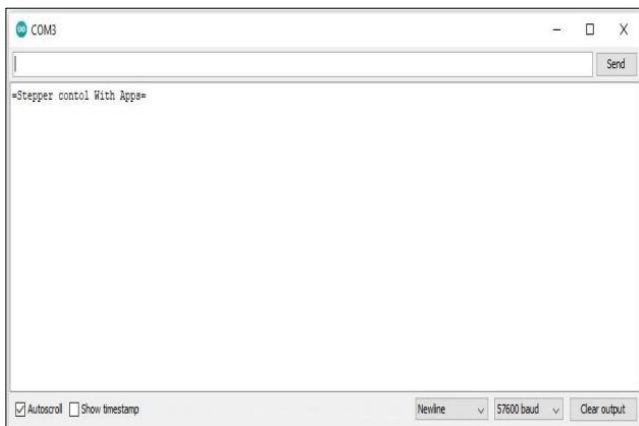 COM3
Send
=Stepper contol With Apps=
Autoscroll Show timestamp Newline 57600 baud Clear output